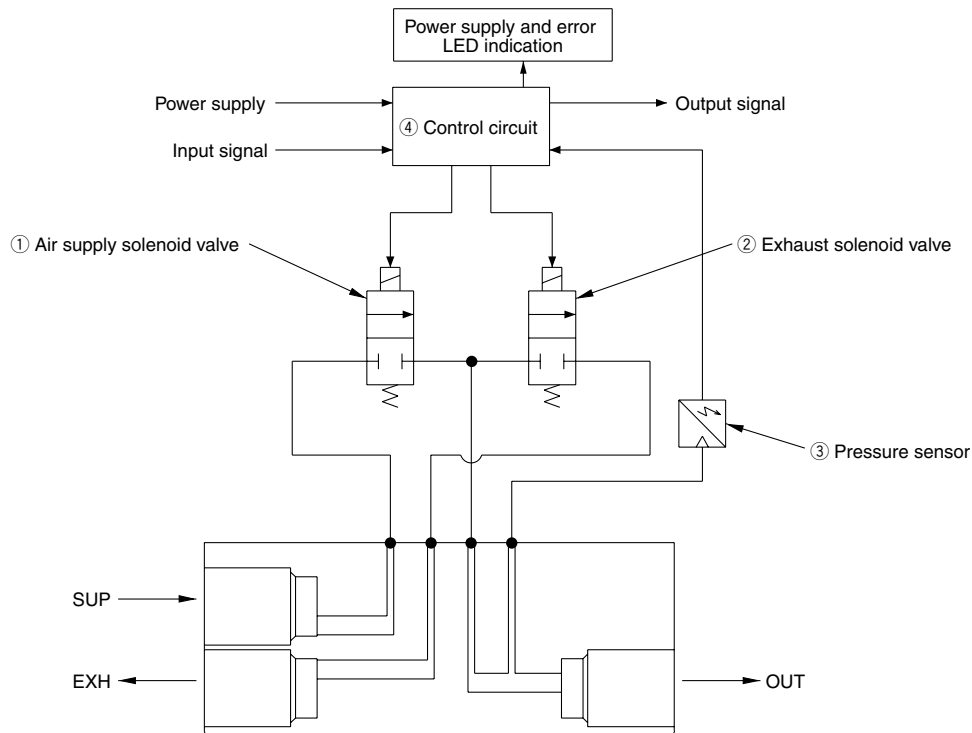 Power supply and error
LED indication
Power supply
④ Control circuit
Output signal
Input signal
① Air supply solenoid valve
② Exhaust solenoid valve
③ Pressure sensor
SUP
EXH
OUT